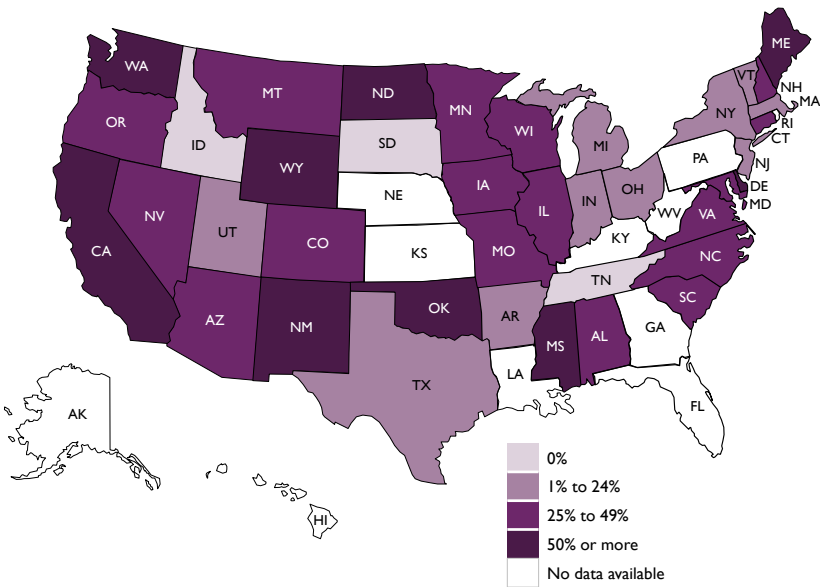 WA
MT
ND
MN
OR
ID
SD
WI
MI
NY
VT
ME
NH
MA
RI
CT
WY
NE
IA
PA
NJ
NV
UT
CO
IL
IN
OH
DE
MD
CA
KS
MO
KY
WV
VA
AZ
NM
OK
AR
TN
NC
SC
TX
LA
MS
AL
GA
FL
AK
HI
0%
1% to 24%
25% to 49%
50% or more
No data available